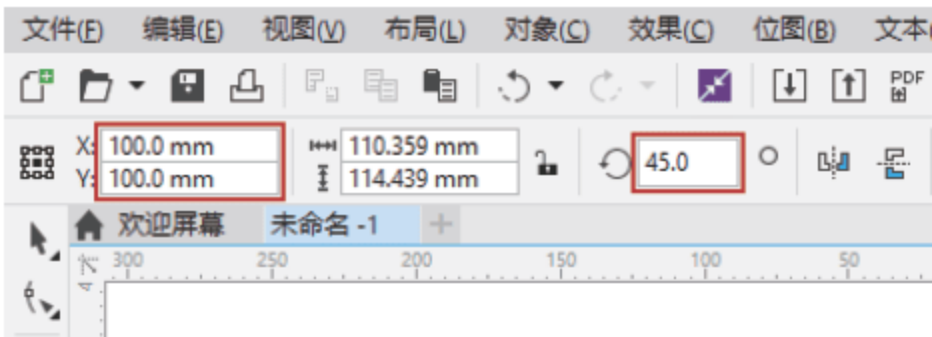 文件(F) 编辑(E) 视图(V) 布局(L) 对象(C) 效果(C) 位图(B) 文本
PDF
X: 100.0 mm 110.359 mm
Y: 100.0 mm 114.439 mm
45.0
欢迎屏幕 未命名 -1
300 250 200 150 100 50